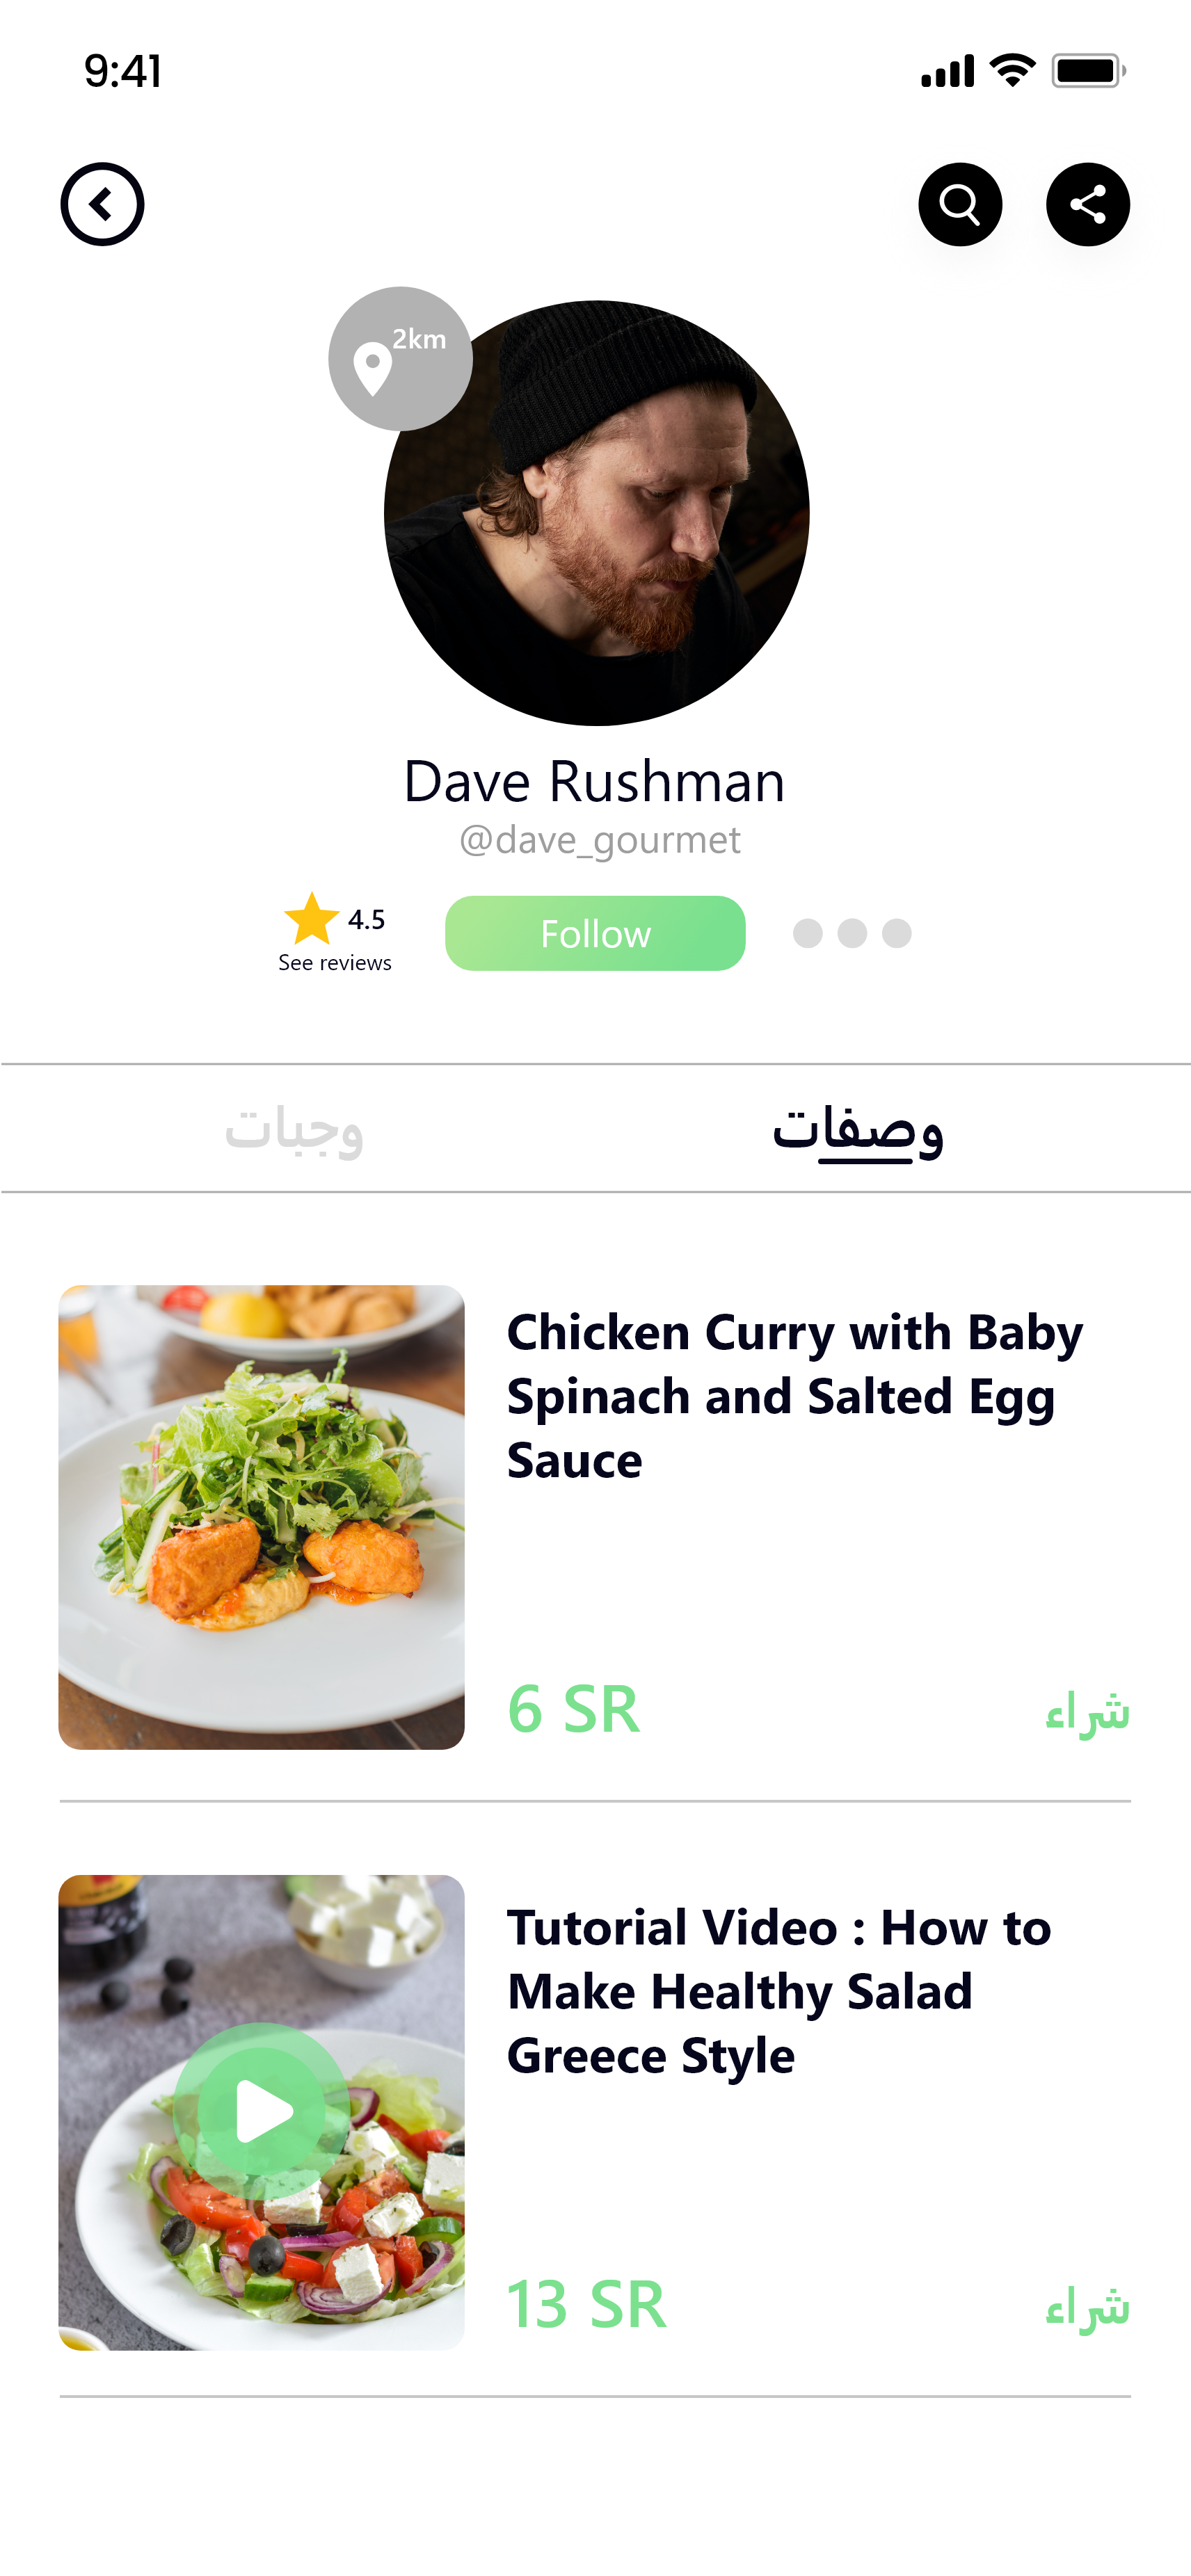 9:41
2km
Dave Rushman
@dave_gourmet
4.5
See reviews
Follow
وصفات
وجبات
Chicken Curry with Baby
Spinach and Salted Egg
Sauce
6 SR
شراء
Tutorial Video : How to
Make Healthy Salad
Greece Style
13 SR
شراء